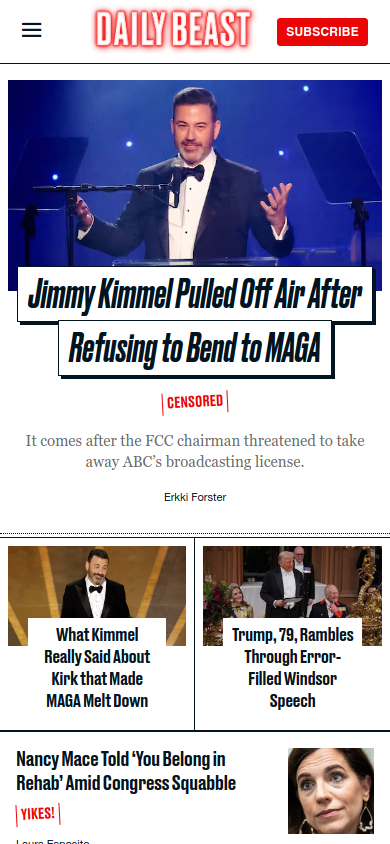 DAILY BEAST
SUBSCRIBE
Jimmy Kimmel Pulled Off Air After
Refusing to Bend to MAGA
CENSORED
It comes after the FCC chairman threatened to take
away ABC’s broadcasting license.
Erkki Forster
What Kimmel
Really Said About
Kirk that Made
MAGA Melt Down
Trump, 79, Rambles
Through Error-
Filled Windsor
Speech
Nancy Mace Told ‘You Belong in
Rehab’ Amid Congress Squabble
YIKES!
Laura Esposito